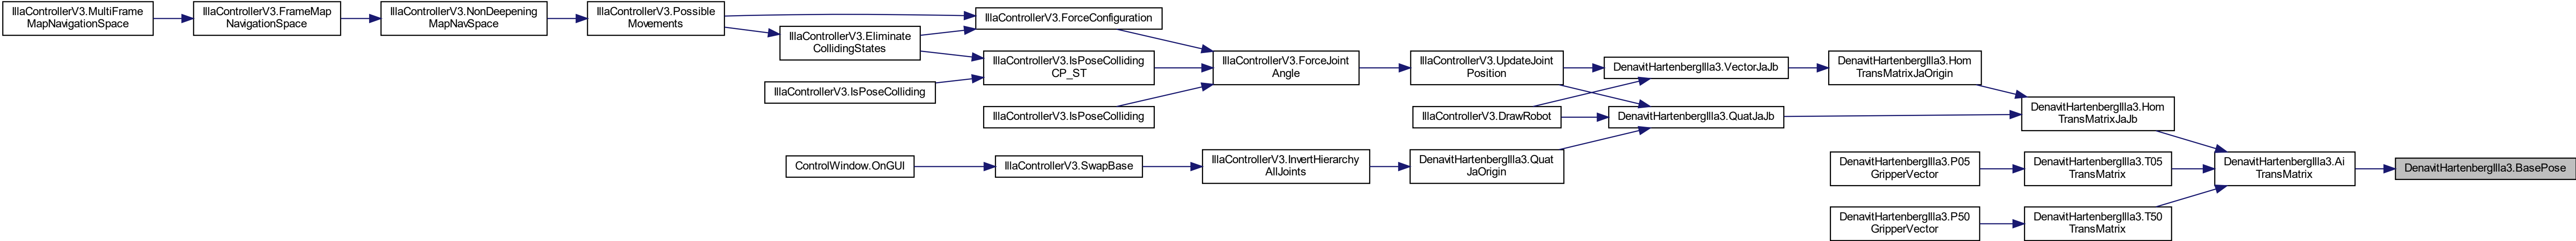 IllaControllerV3.MultiFrame
MapNavigationSpace
IllaControllerV3.FrameMap
NavigationSpace
IllaControllerV3.NonDeepening
MapNavSpace
IllaControllerV3.Possible
Movements
IllaControllerV3.ForceConfiguration
IllaControllerV3.Eliminate
CollidingStates
IllaControllerV3.IsPoseColliding
CP_ST
IllaControllerV3.IsPoseColliding
IllaControllerV3.IsPoseColliding
IllaControllerV3.ForceJoint
Angle
IllaControllerV3.UpdateJoint
Position
DenavitHartenbergIlla3.VectorJaJb
DenavitHartenbergIlla3.Hom
TransMatrixJaOrigin
IllaControllerV3.DrawRobot
DenavitHartenbergIlla3.QuatJaJb
DenavitHartenbergIlla3.Hom
TransMatrixJaJb
ControlWindow.OnGUI
IllaControllerV3.SwapBase
IllaControllerV3.InvertHierarchy
AllJoints
DenavitHartenbergIlla3.Quat
JaOrigin
DenavitHartenbergIlla3.P05
GripperVector
DenavitHartenbergIlla3.T05
TransMatrix
DenavitHartenbergIlla3.Ai
TransMatrix
DenavitHartenbergIlla3.BasePose
DenavitHartenbergIlla3.P50
GripperVector
DenavitHartenbergIlla3.T50
TransMatrix